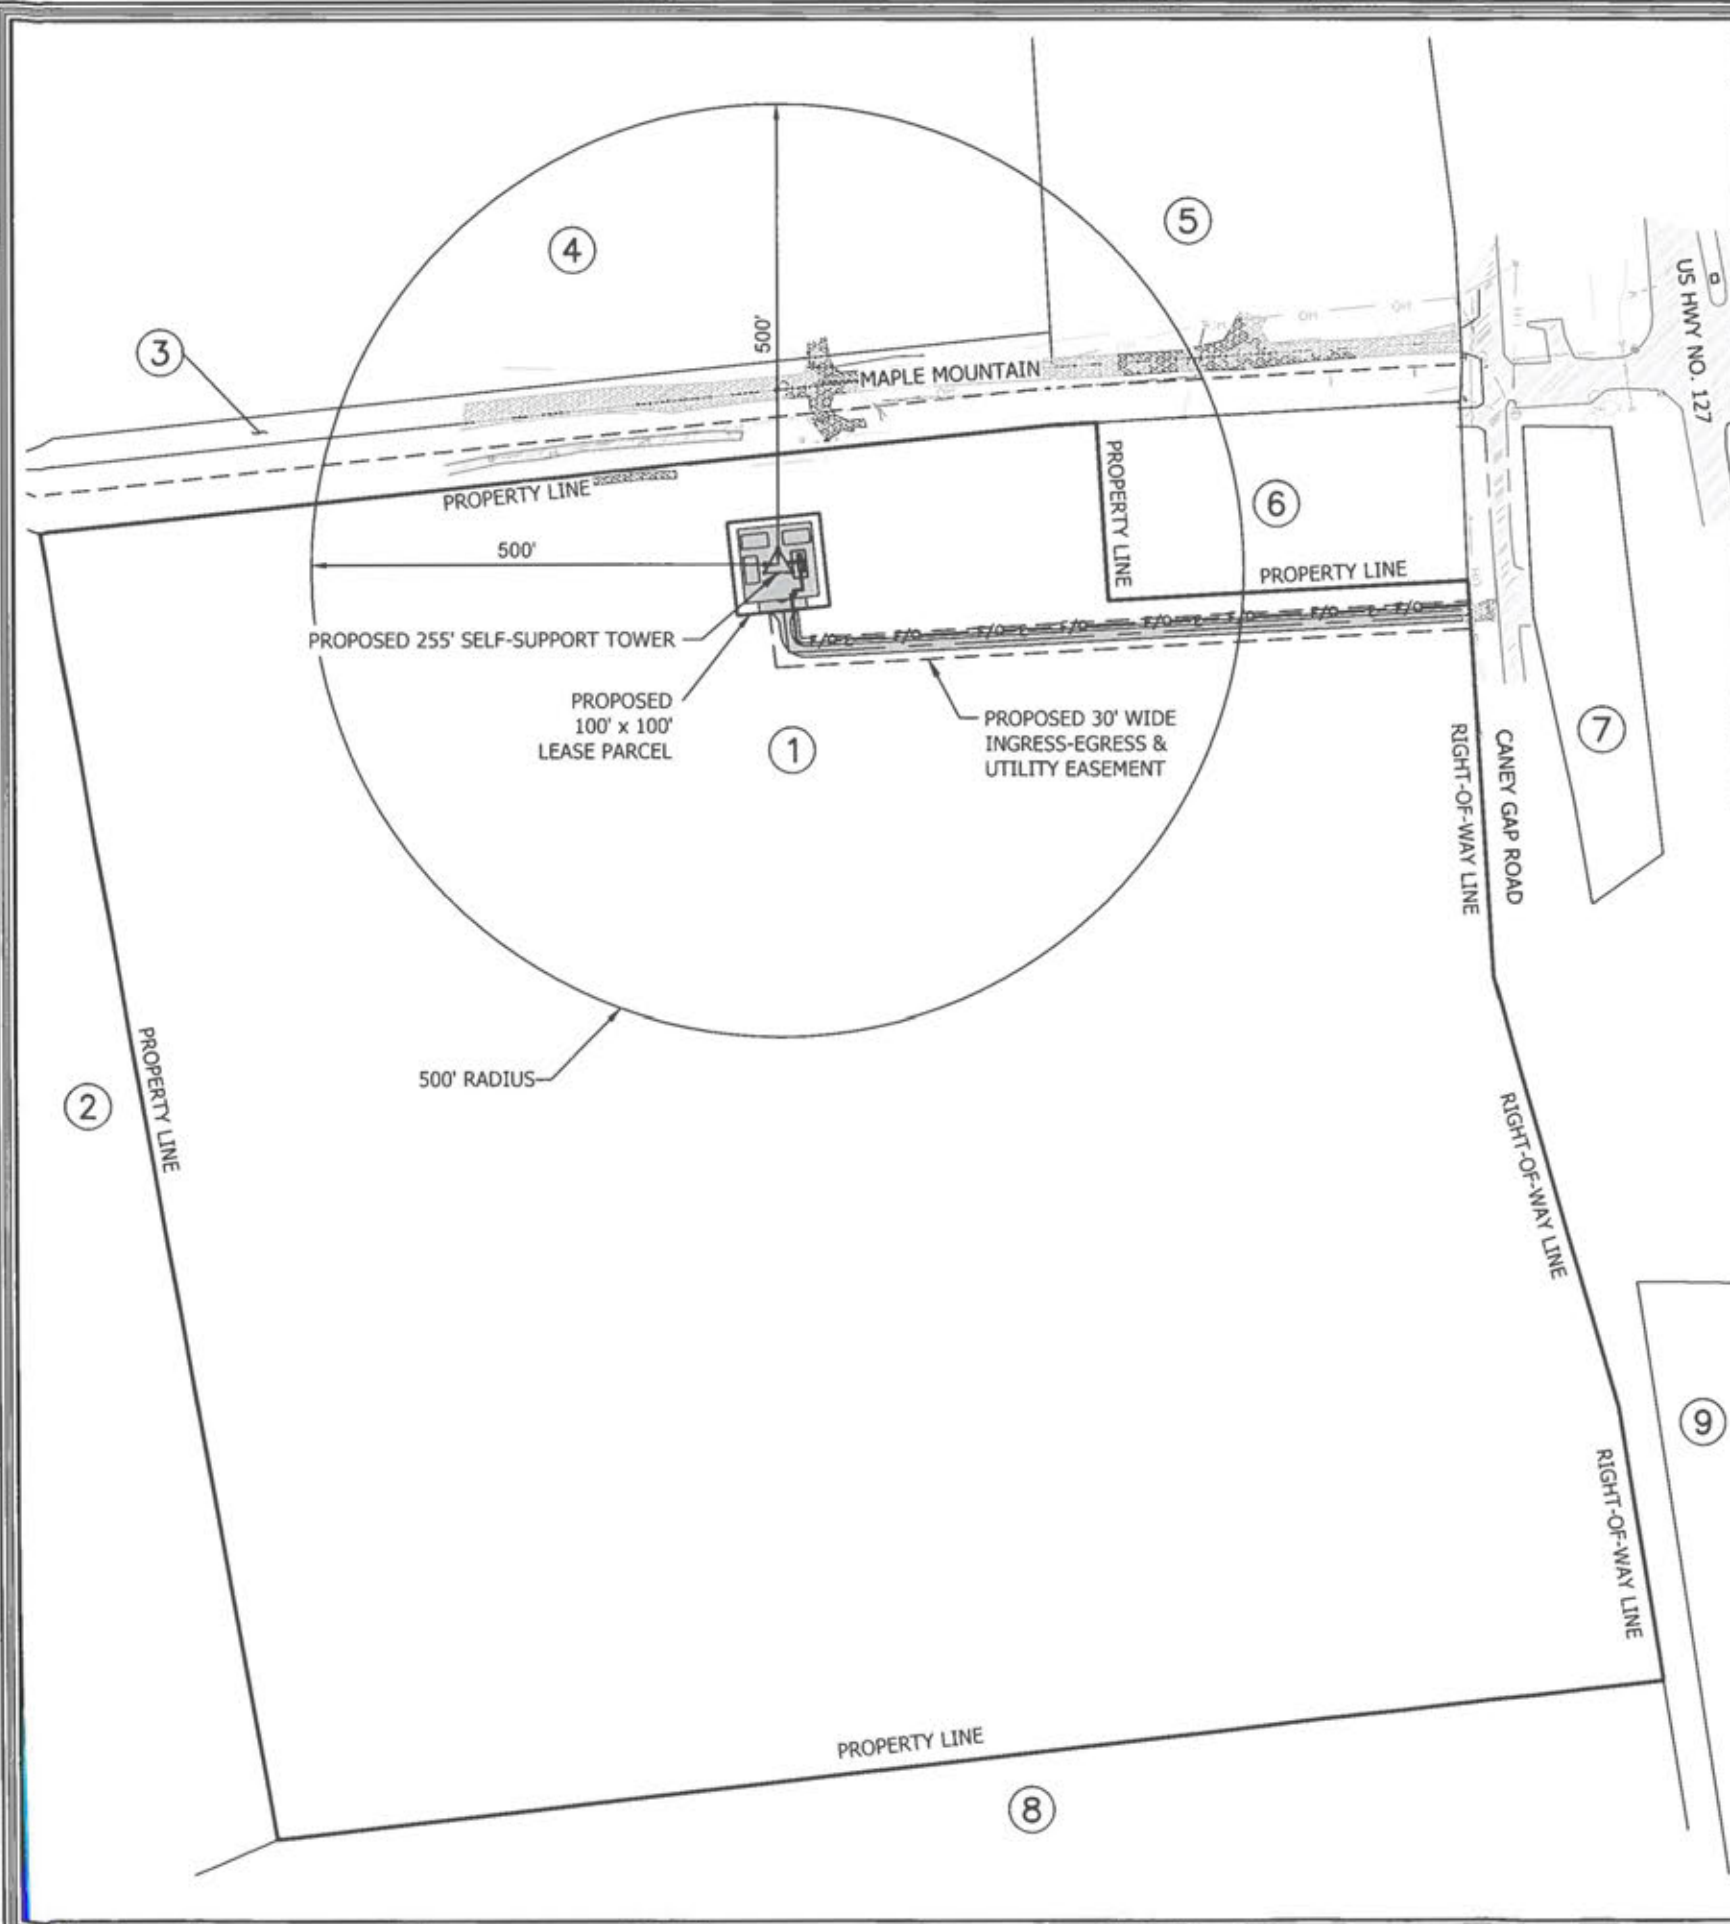 5
4
US HWY NO. 127
500'
3
MAPLE MOUNTAIN
PROPERTY LINE
PROPERTY LINE
6
500'
PROPERTY LINE
F/O E F/O F/O E F/O F/O E F/O F/O E F/O
PROPOSED 255' SELF-SUPPORT TOWER
PROPOSED
100' x 100'
LEASE PARCEL
1
PROPOSED 30' WIDE
INGRESS-EGRESS &
UTILITY EASEMENT
RIGHT-OF-WAY LINE
CANEY GAP ROAD
7
500' RADIUS
PROPERTY LINE
2
RIGHT-OF-WAY LINE
9
RIGHT-OF-WAY LINE
PROPERTY LINE
8